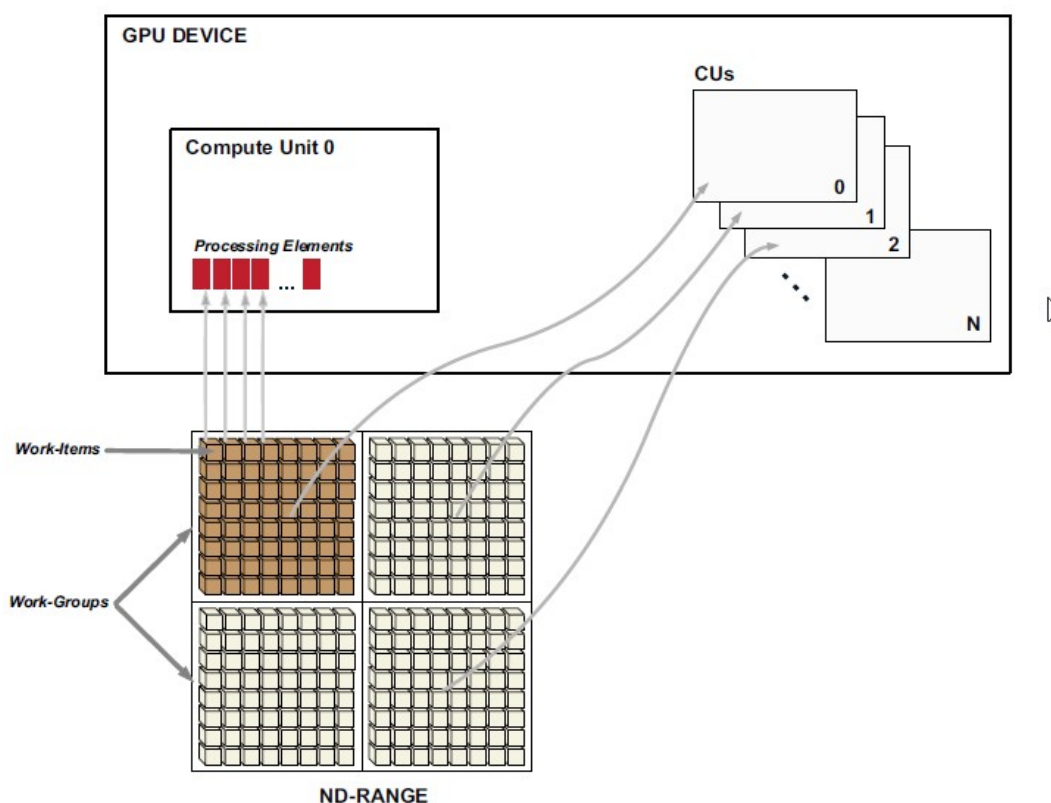 GPU DEVICE
CUs
Compute Unit 0
0
1
Processing Elements
2
...
N
Work-Items
Work-Groups
ND-RANGE